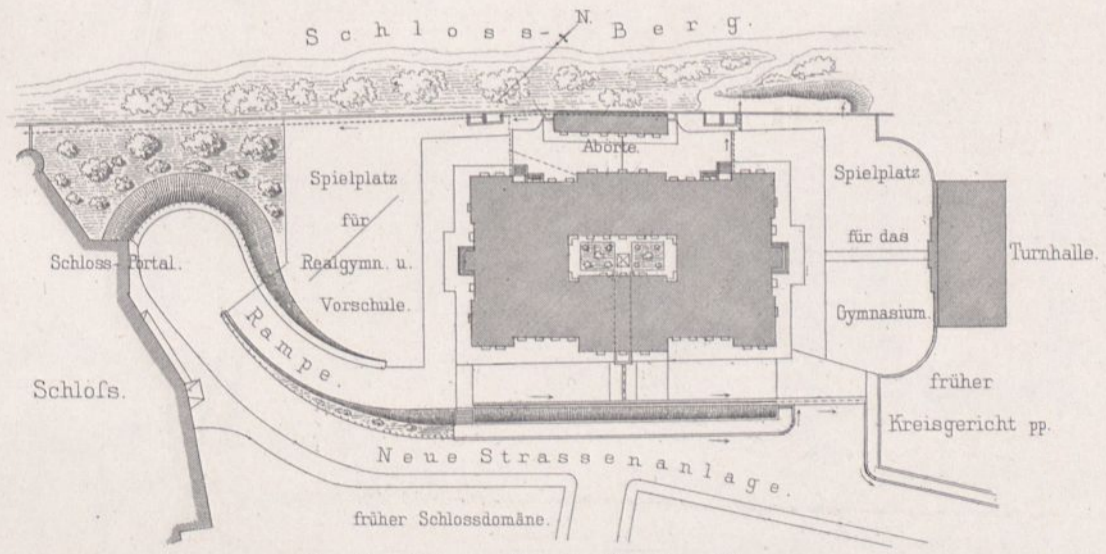 N.
Schloss-Berg.
Aborte.
Spielplatz
für
Realgymn. u.
Vorschule.
Spielplatz
für das
Gymnasium.
Turnhalle.
Schloss-Portal.
Rampe.
Schloſs.
früher
Kreisgericht pp.
Neue Strassenanlage.
früher Schlossdomäne.